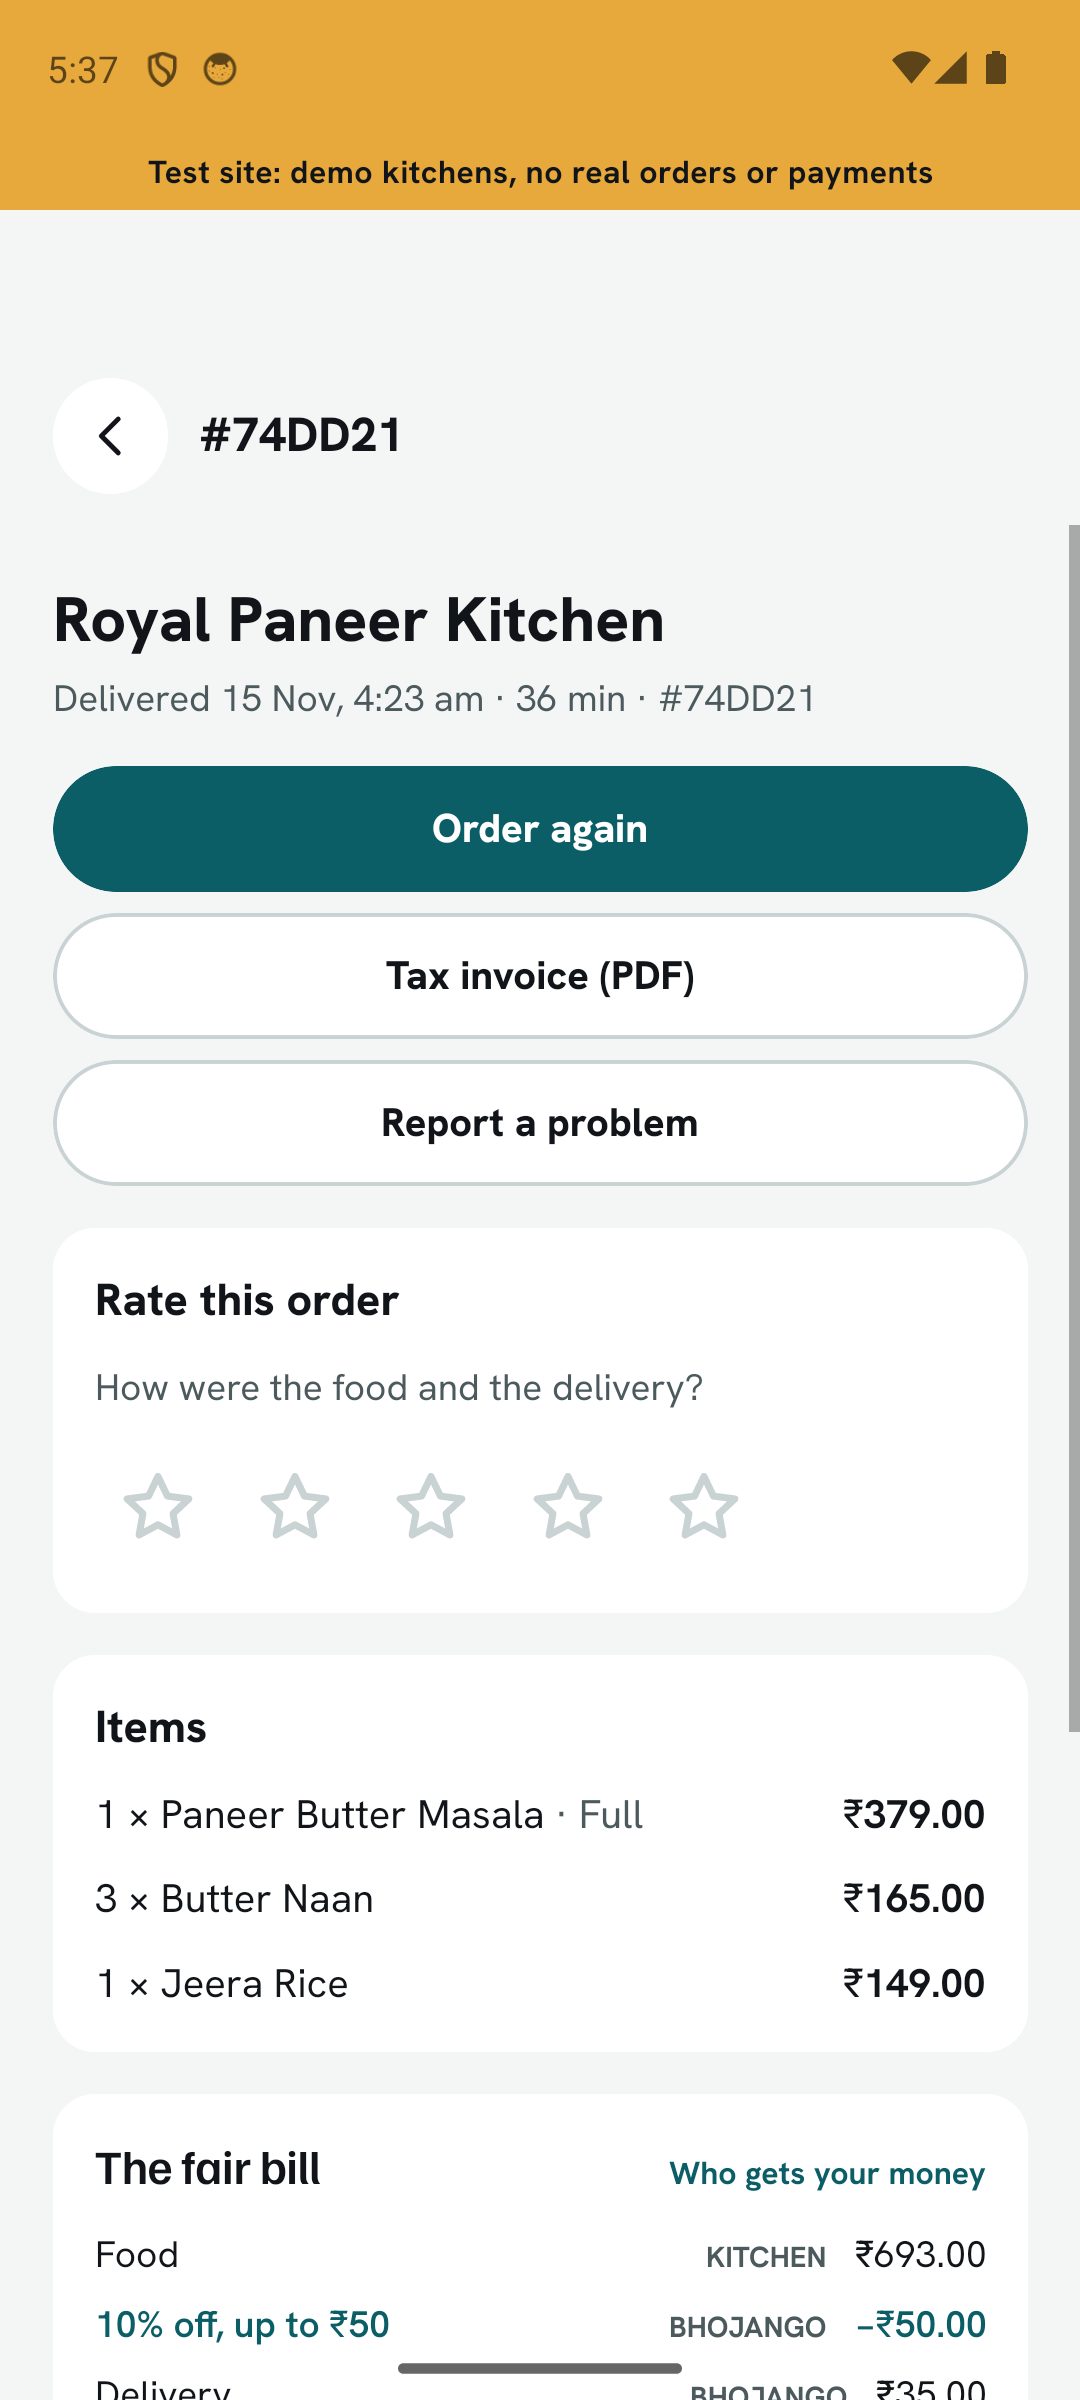 5:37
Test site: demo kitchens, no real orders or payments
#74DD21
Royal Paneer Kitchen
Delivered 15 Nov, 4:23 am · 36 min · #74DD21
Order again
Tax invoice (PDF)
Report a problem
Rate this order
How were the food and the delivery?
Items
1 × Paneer Butter Masala · Full ₹379.00
3 × Butter Naan ₹165.00
1 × Jeera Rice ₹149.00
The fair bill Who gets your money
Food KITCHEN ₹693.00
10% off, up to ₹50 BHOJANGO −₹50.00
Delivery BHOJANGO ₹35.00